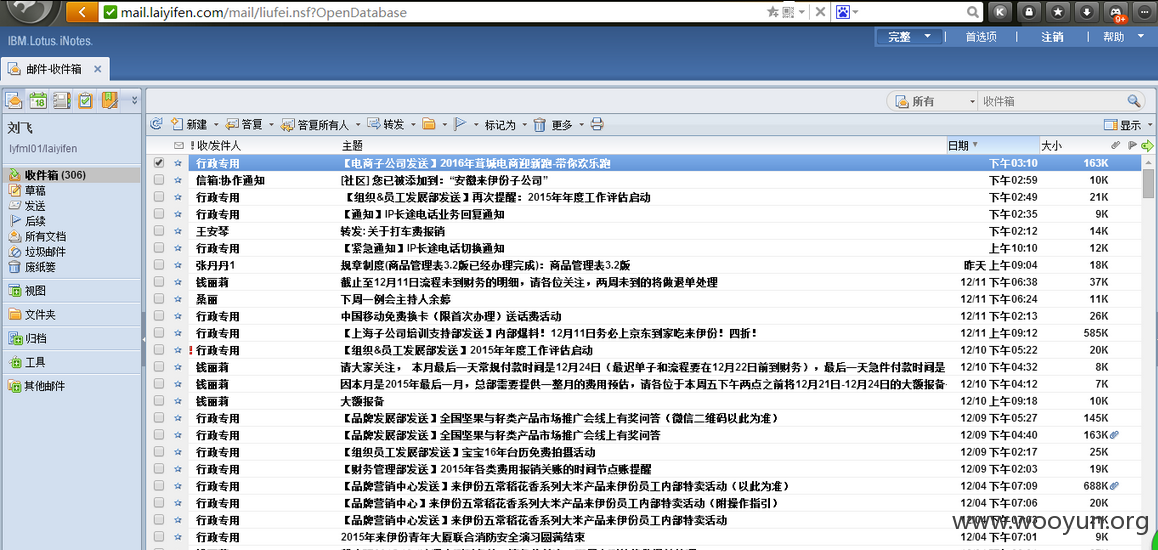 mail.laiyifen.com/mail/liufei.nsf?OpenDatabase
9+
IBM.Lotus. iNotes.
完整 首选项 注销 帮助
邮件-收件箱
18
所有 收件箱
新建 答复 答复所有人 转发 标记为 更多 显示
刘飞
lyfml01/laiyifen
收件箱 (306)
草稿
发送
后续
所有文档
垃圾邮件
废纸篓
视图
文件夹
归档
工具
其他邮件
! 收/发件人 主题 日期 大小
行政专用 【电商子公司发送】2016年茸城电商迎新跑-带你欢乐跑 下午03:10 163K
信箱:协作通知 [社区] 您已被添加到：“安徽来伊份子公司” 下午02:59 10K
行政专用 【组织&员工发展部发送】再次提醒：2015年年度工作评估启动 下午02:49 21K
行政专用 【通知】IP长途电话业务回复通知 下午02:35 9K
王安琴 转发: 关于打车费报销 下午02:12 14K
行政专用 【紧急通知】IP长途电话切换通知 上午10:10 12K
张丹丹1 规章制度(商品管理表3.2版已经办理完成)：商品管理表3.2版 昨天 上午09:04 18K
钱丽莉 截止至12月11日流程未到财务的明细，请各位关注，两周未到的将做退单处理 12/11 下午06:38 37K
桑丽 下周一例会主持人余婷 12/11 下午06:24 11K
行政专用 中国移动免费换卡（限首次办理）送话费活动 12/11 下午02:13 26K
行政专用 【上海子公司培训支持部发送】内部爆料！12月11日务必上京东到家吃来伊份！四折！ 12/11 上午09:12 585K
! 行政专用 【组织&员工发展部发送】2015年年度工作评估启动 12/10 下午05:22 20K
钱丽莉 请大家关注， 本月最后一天常规付款时间是12月24日（最迟单子和流程要在12月22日前到财务），最后一天急件付款时间是 12/10 下午04:32 8K
钱丽莉 因本月是2015年最后一月，总部需要提供一整月的费用预估，请各位于本周五下午两点之前将12月21日-12月24日的大额报备 12/10 下午04:12 7K
钱丽莉 大额报备 12/10 上午09:18 10K
行政专用 【品牌发展部发送】全国坚果与籽类产品市场推广会线上有奖问答（微信二维码以此为准） 12/09 下午05:27 145K
行政专用 【品牌发展部发送】全国坚果与籽类产品市场推广会线上有奖问答 12/09 下午04:40 163K
行政专用 【组织员工发展部发送】宝宝16年台历免费拍摄活动 12/09 下午02:17 25K
行政专用 【财务管理部发送】2015年各类费用报销关账的时间节点账提醒 12/09 下午02:03 19K
行政专用 【品牌营销中心发送】来伊份五常稻花香系列大米产品来伊份员工内部特卖活动（以此为准） 12/04 下午07:09 688K
行政专用 【品牌营销中心】来伊份五常稻花香系列大米产品来伊份员工内部特卖活动（附操作指引） 12/04 下午07:06 20K
行政专用 【品牌营销中心发送】来伊份五常稻花香系列大米产品来伊份员工内部特卖活动 12/04 下午07:03 21K
行政专用 2015年来伊份青年大厦联合消防安全演习圆满结束 12/04 下午07:01 9K
www.wooyun.org